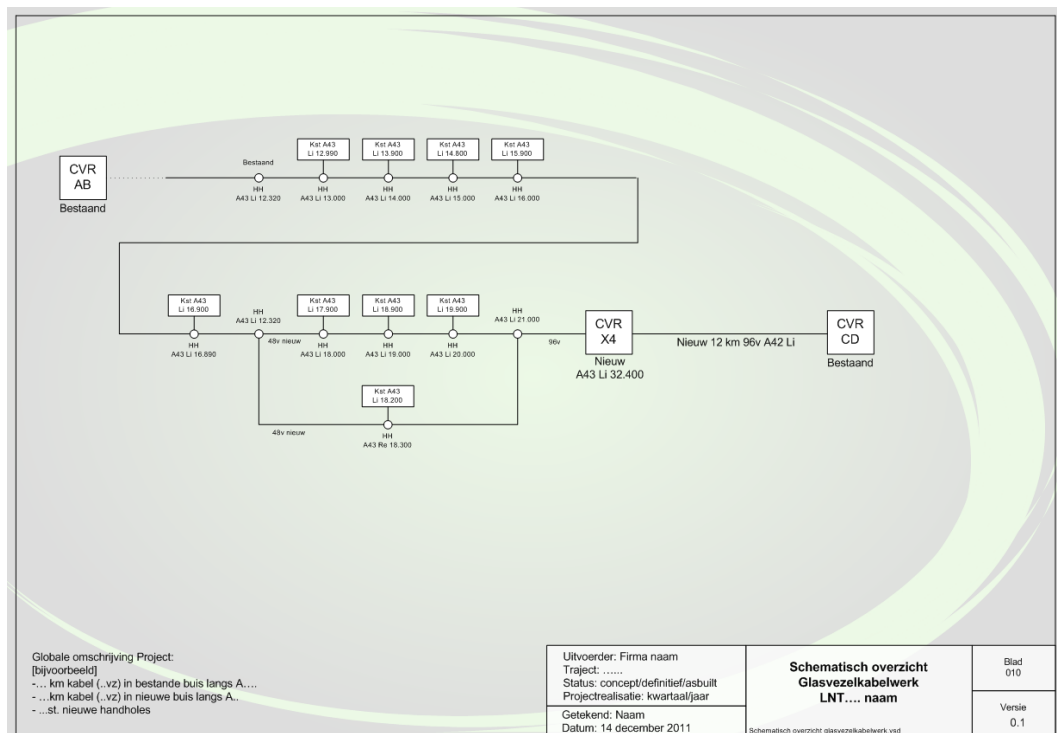 Kst A43
Li 12.990
Kst A43
Li 13.900
Kst A43
Li 14.800
Kst A43
Li 15.900
CVR
AB
Bestaand
Bestaand
HH
A43 Li 12.320
HH
A43 Li 13.000
HH
A43 Li 14.000
HH
A43 Li 15.000
HH
A43 Li 16.000
Kst A43
Li 16.900
HH
A43 Li 12.320
Kst A43
Li 17.900
Kst A43
Li 18.900
Kst A43
Li 19.900
HH
A43 Li 21.000
HH
A43 Li 16.890
48v nieuw
HH
A43 Li 18.000
HH
A43 Li 19.000
HH
A43 Li 20.000
96v
CVR
X4
Nieuw
A43 Li 32.400
Nieuw 12 km 96v A42 Li
CVR
CD
Bestaand
Kst A43
Li 18.200
48v nieuw
HH
A43 Re 18.300
Globale omschrijving Project:
[bijvoorbeeld]
-... km kabel (..vz) in bestande buis langs A....
- ...km kabel (..vz) in nieuwe buis langs A..
- ...st. nieuwe handholes
Uitvoerder: Firma naam
Traject: ......
Status: concept/definitief/asbuilt
Projectrealisatie: kwartaal/jaar
Getekend: Naam
Datum: 14 december 2011
Schematisch overzicht
Glasvezelkabelwerk
LNT.... naam
Schematisch overzicht glasvezelkabelwerk.vsd
Blad
010
Versie
0.1